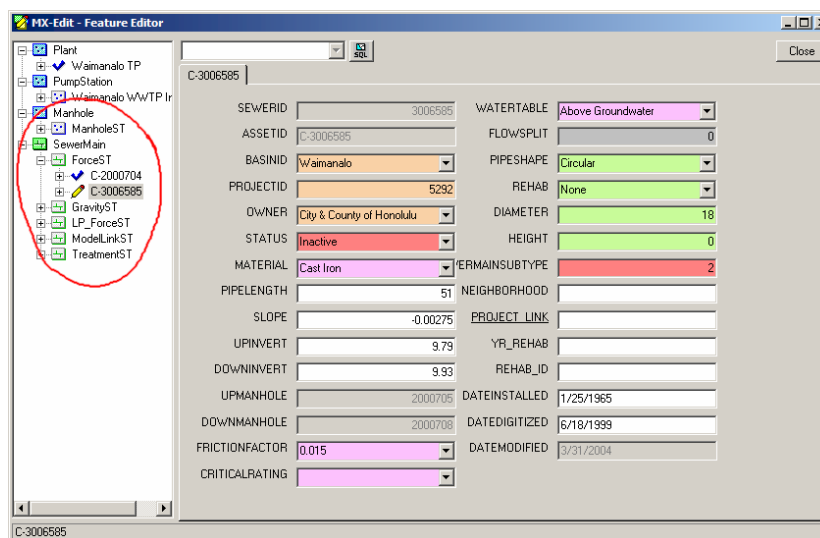 MX-Edit - Feature Editor
Plant
Waimanalo TP
PumpStation
Waimanalo WWTP Ir
Manhole
ManholeST
SewerMain
ForceST
C-2000704
C-3006585
GravityST
LP_ForceST
ModelLinkST
TreatmentST
SQL
Close
C-3006585
SEWERID 3006585 WATERTABLE Above Groundwater
ASSETID C-3006585 FLOWSPLIT 0
BASINID Waimanalo PIPESHAPE Circular
PROJECTID 5292 REHAB None
OWNER City & County of Honolulu DIAMETER 18
STATUS Inactive HEIGHT 0
MATERIAL Cast Iron ERMAINSUBTYPE 2
PIPELENGTH 51 NEIGHBORHOOD
SLOPE -0.00275 PROJECT_LINK
UPINVERT 9.79 YR_REHAB
DOWNINVERT 9.93 REHAB_ID
UPMANHOLE 2000705 DATEINSTALLED 1/25/1965
DOWNMANHOLE 2000708 DATEDIGITIZED 6/18/1999
FRICTIONFACTOR 0.015 DATEMODIFIED 3/31/2004
CRITICALRATING
C-3006585